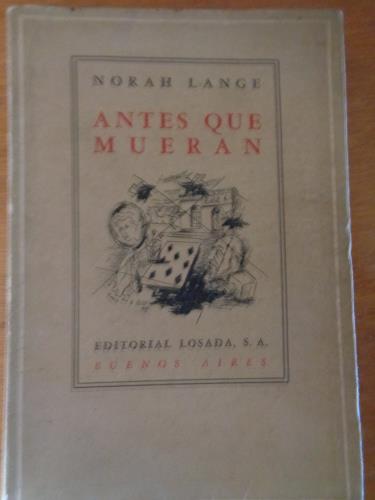 NORAH LANGE
ANTES QUE
MUERAN
EDITORIAL LOSADA, S. A.
BUENOS AIRES